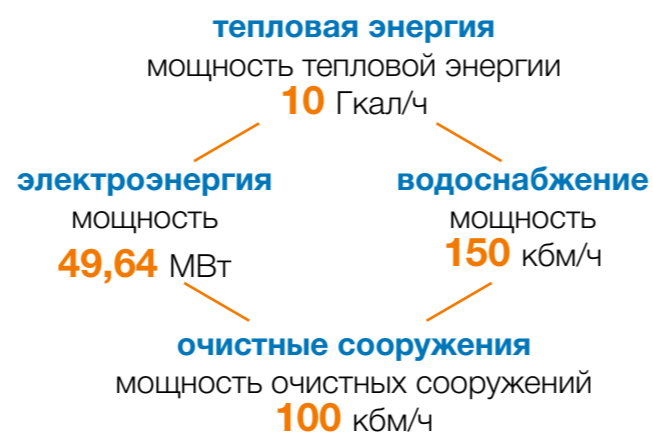 тепловая энергия
мощность тепловой энергии
10 Гкал/ч
электроэнергия
мощность
49,64 МВт
водоснабжение
мощность
150 кбм/ч
очистные сооружения
мощность очистных сооружений
100 кбм/ч